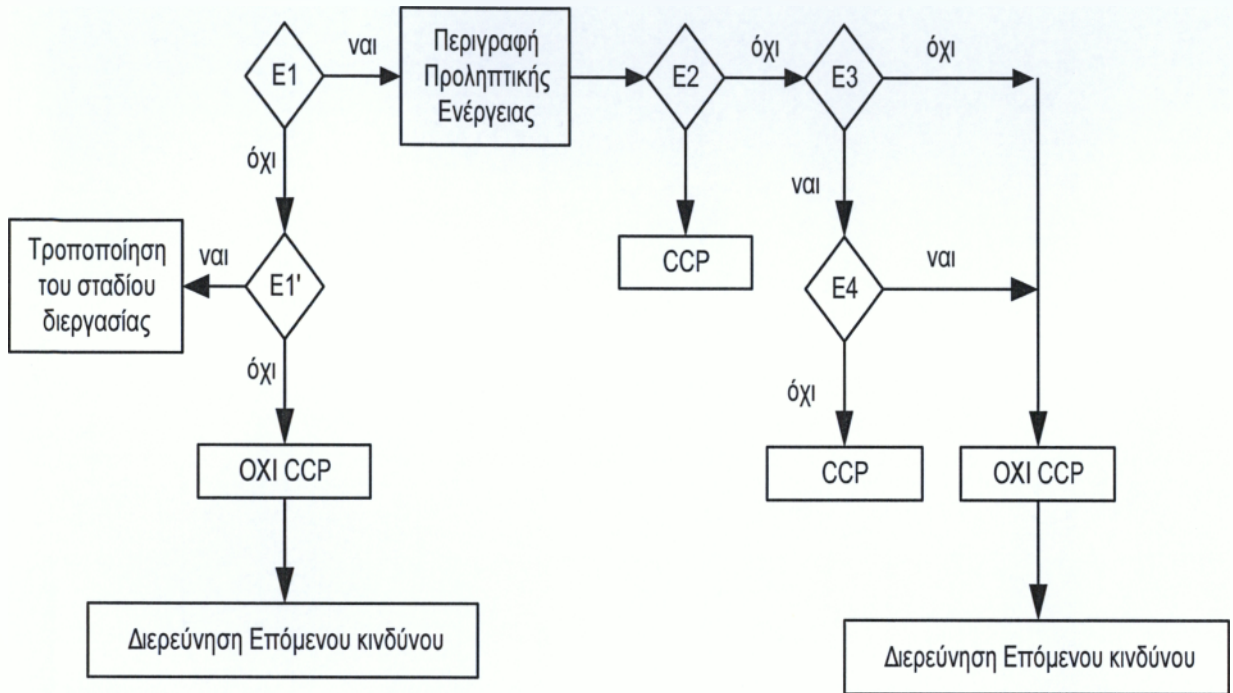 E1
ναι
Περιγραφή
Προληπτικής
Ενέργειας
E2
όχι
E3
όχι
όχι
ναι
Τροποποίηση
του σταδίου
διεργασίας
ναι
E1'
CCP
E4
ναι
όχι
όχι
ΟΧΙ CCP
CCP
ΟΧΙ CCP
Διερεύνηση Επόμενου κινδύνου
Διερεύνηση Επόμενου κινδύνου